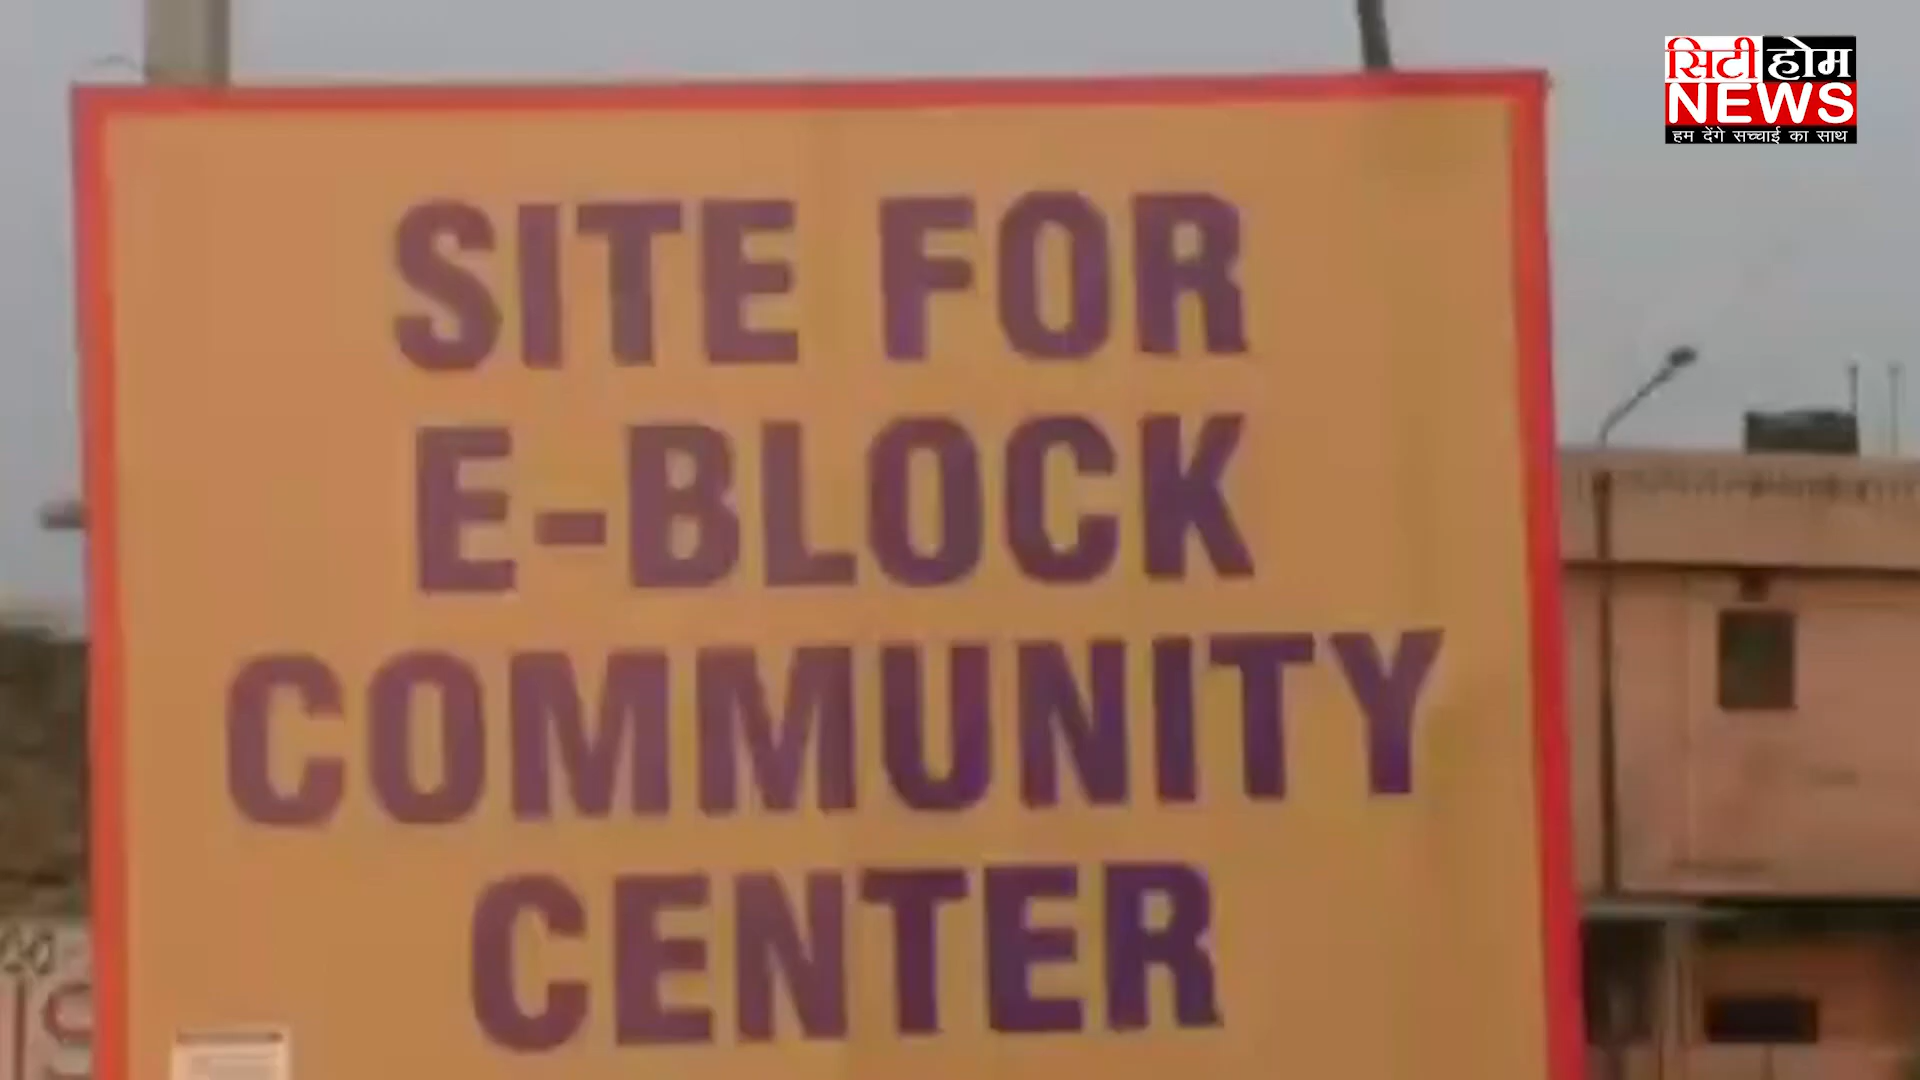 SITE FOR
E-BLOCK
COMMUNITY
CENTER
सिटी होम
NEWS
हम देंगे सच्चाई का साथ